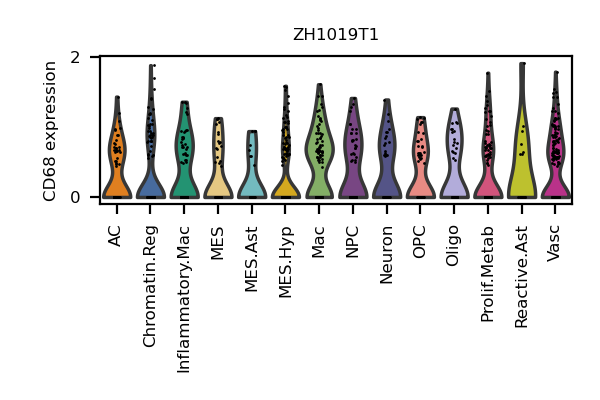 ZH1019T1
CD68 expression
2
0
AC
Chromatin.Reg
Inflammatory.Mac
MES
MES.Ast
MES.Hyp
Mac
NPC
Neuron
OPC
Oligo
Prolif.Metab
Reactive.Ast
Vasc